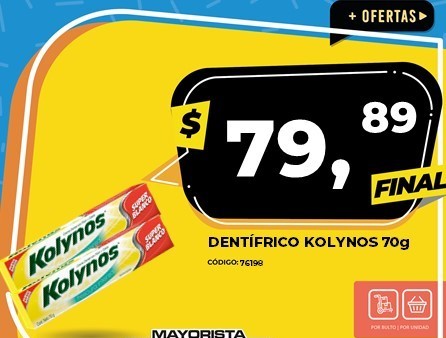 + OFERTAS
$ 79,89
FINAL
Kolynos
SUPER
BLANCO
Kolynos
SUPER
BLANCO
DENTÍFRICO KOLYNOS 70g
CÓDIGO: 76198
POR BULTO | POR UNIDAD
MAYORISTA